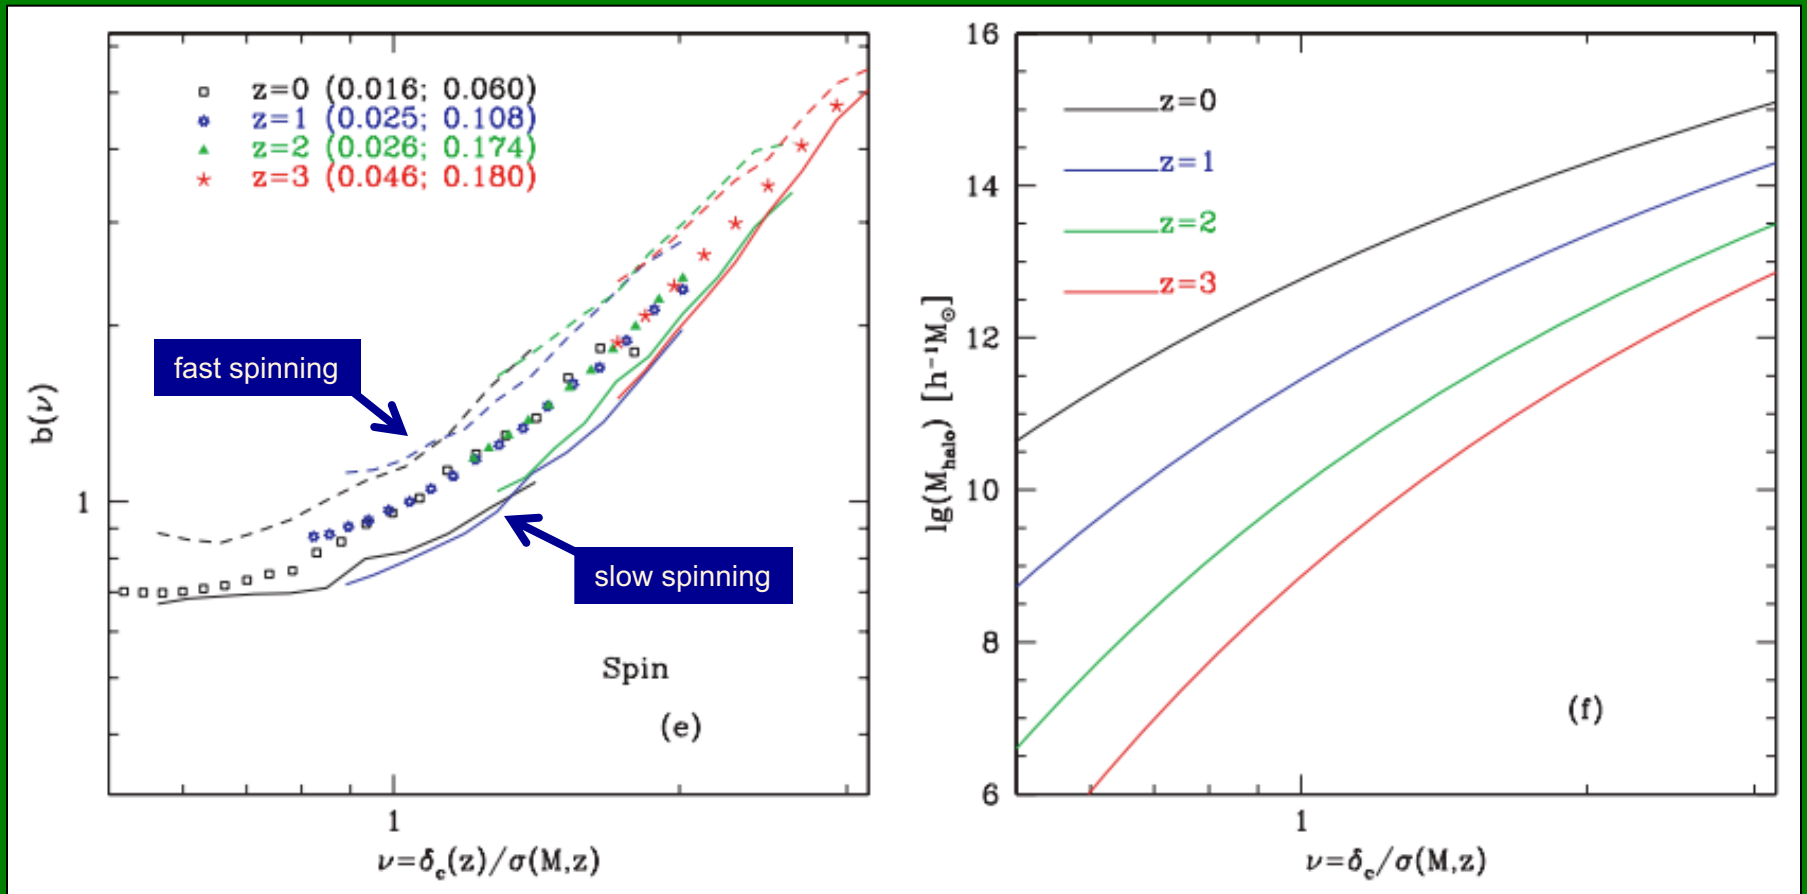 z=0 (0.016; 0.060)
z=1 (0.025; 0.108)
z=2 (0.026; 0.174)
z=3 (0.046; 0.180)
fast spinning
slow spinning
Spin
(e)
b(ν)
1
1
ν=δc(z)/σ(M,z)
16
14
12
10
8
6
lg(Mhalo) [h⁻¹M⊙]
z=0
z=1
z=2
z=3
(f)
1
ν=δc/σ(M,z)